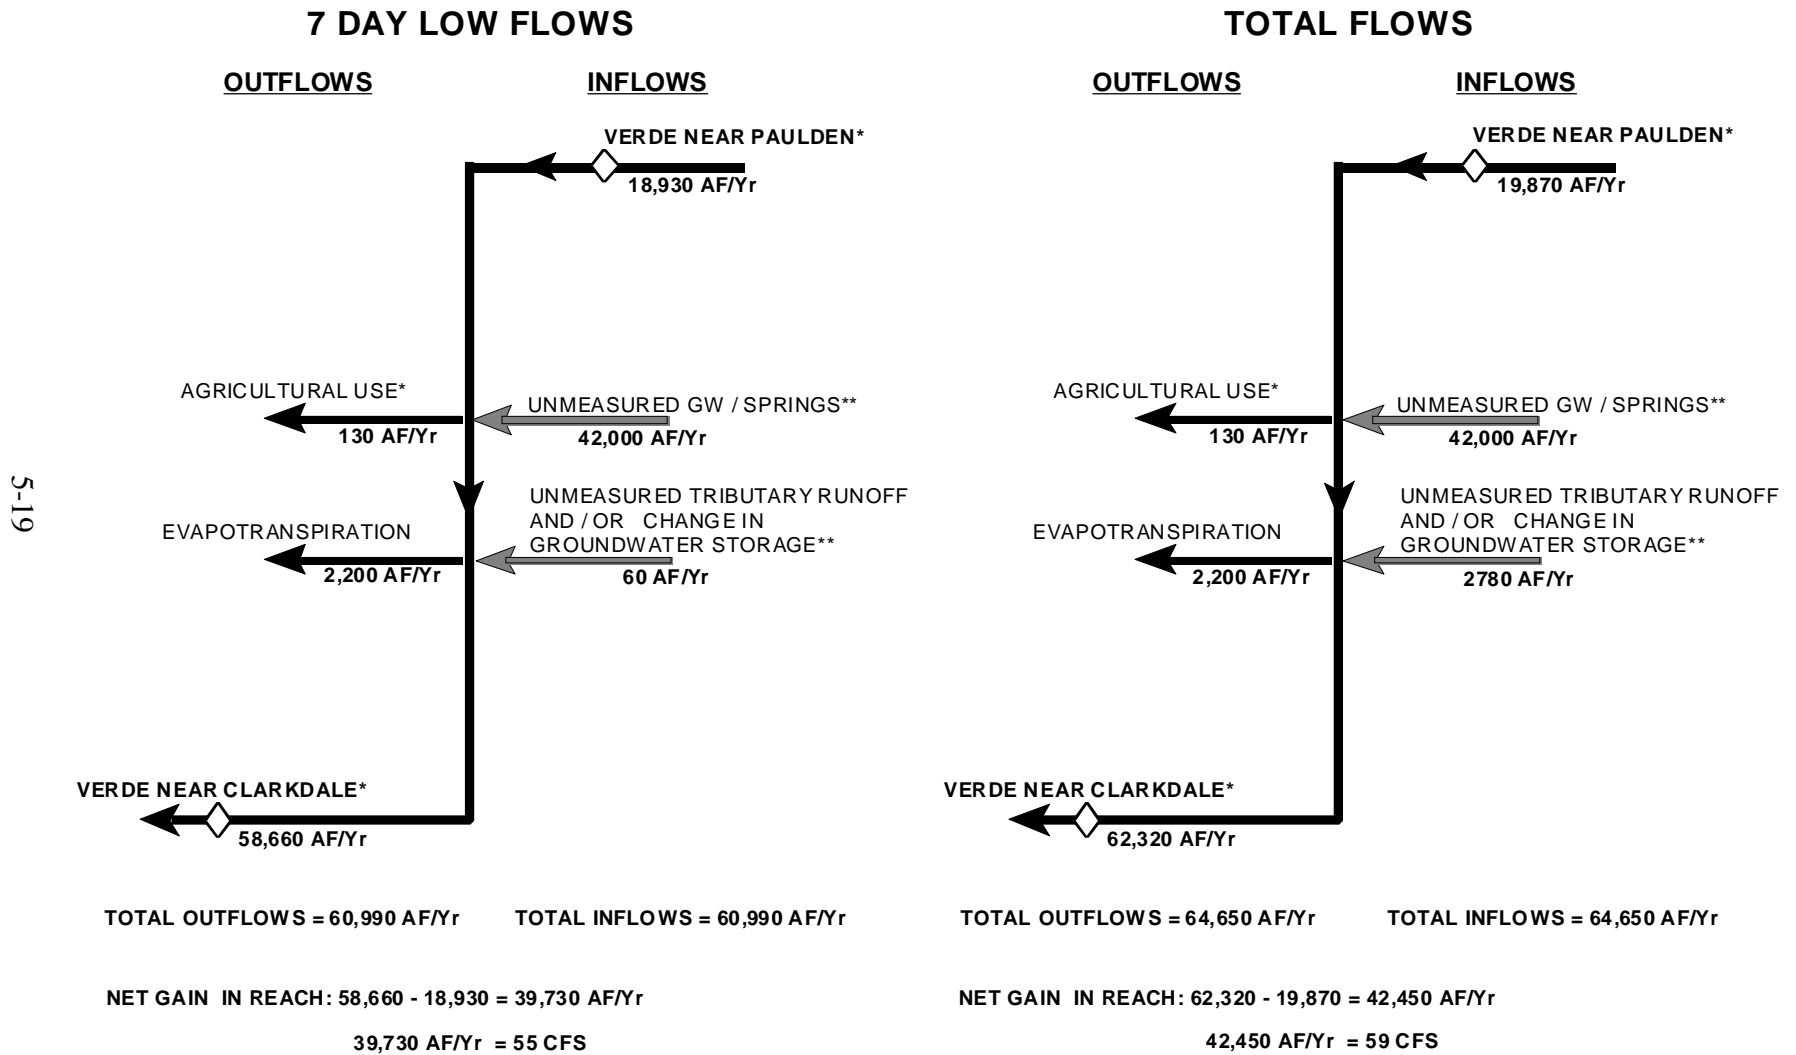 7 DAY LOW FLOWS
OUTFLOWS
INFLOWS
VERDE NEAR PAULDEN*
18,930 AF/Yr
AGRICULTURAL USE*
130 AF/Yr
UNMEASURED GW / SPRINGS**
42,000 AF/Yr
EVAPOTRANSPIRATION
2,200 AF/Yr
UNMEASURED TRIBUTARY RUNOFF
AND / OR CHANGE IN
GROUNDWATER STORAGE**
60 AF/Yr
VERDE NEAR CLARKDALE*
58,660 AF/Yr
TOTAL OUTFLOWS = 60,990 AF/Yr
TOTAL INFLOWS = 60,990 AF/Yr
NET GAIN IN REACH: 58,660 - 18,930 = 39,730 AF/Yr
39,730 AF/Yr = 55 CFS
TOTAL FLOWS
OUTFLOWS
INFLOWS
VERDE NEAR PAULDEN*
19,870 AF/Yr
AGRICULTURAL USE*
130 AF/Yr
UNMEASURED GW / SPRINGS**
42,000 AF/Yr
EVAPOTRANSPIRATION
2,200 AF/Yr
UNMEASURED TRIBUTARY RUNOFF
AND / OR CHANGE IN
GROUNDWATER STORAGE**
2780 AF/Yr
VERDE NEAR CLARKDALE*
62,320 AF/Yr
TOTAL OUTFLOWS = 64,650 AF/Yr
TOTAL INFLOWS = 64,650 AF/Yr
NET GAIN IN REACH: 62,320 - 19,870 = 42,450 AF/Yr
42,450 AF/Yr = 59 CFS
5-19